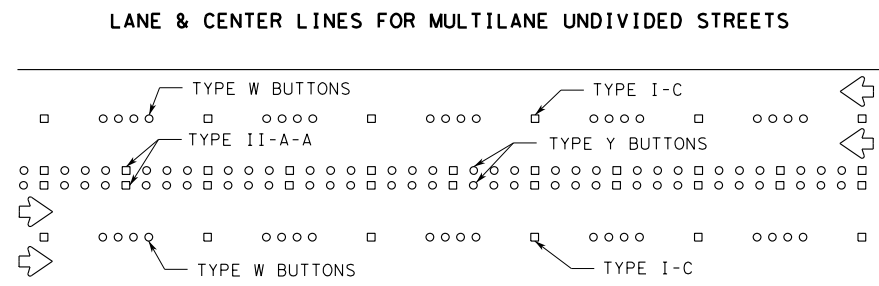 LANE & CENTER LINES FOR MULTILANE UNDIVIDED STREETS
TYPE W BUTTONS
TYPE I-C
TYPE II-A-A
TYPE Y BUTTONS
TYPE W BUTTONS
TYPE I-C